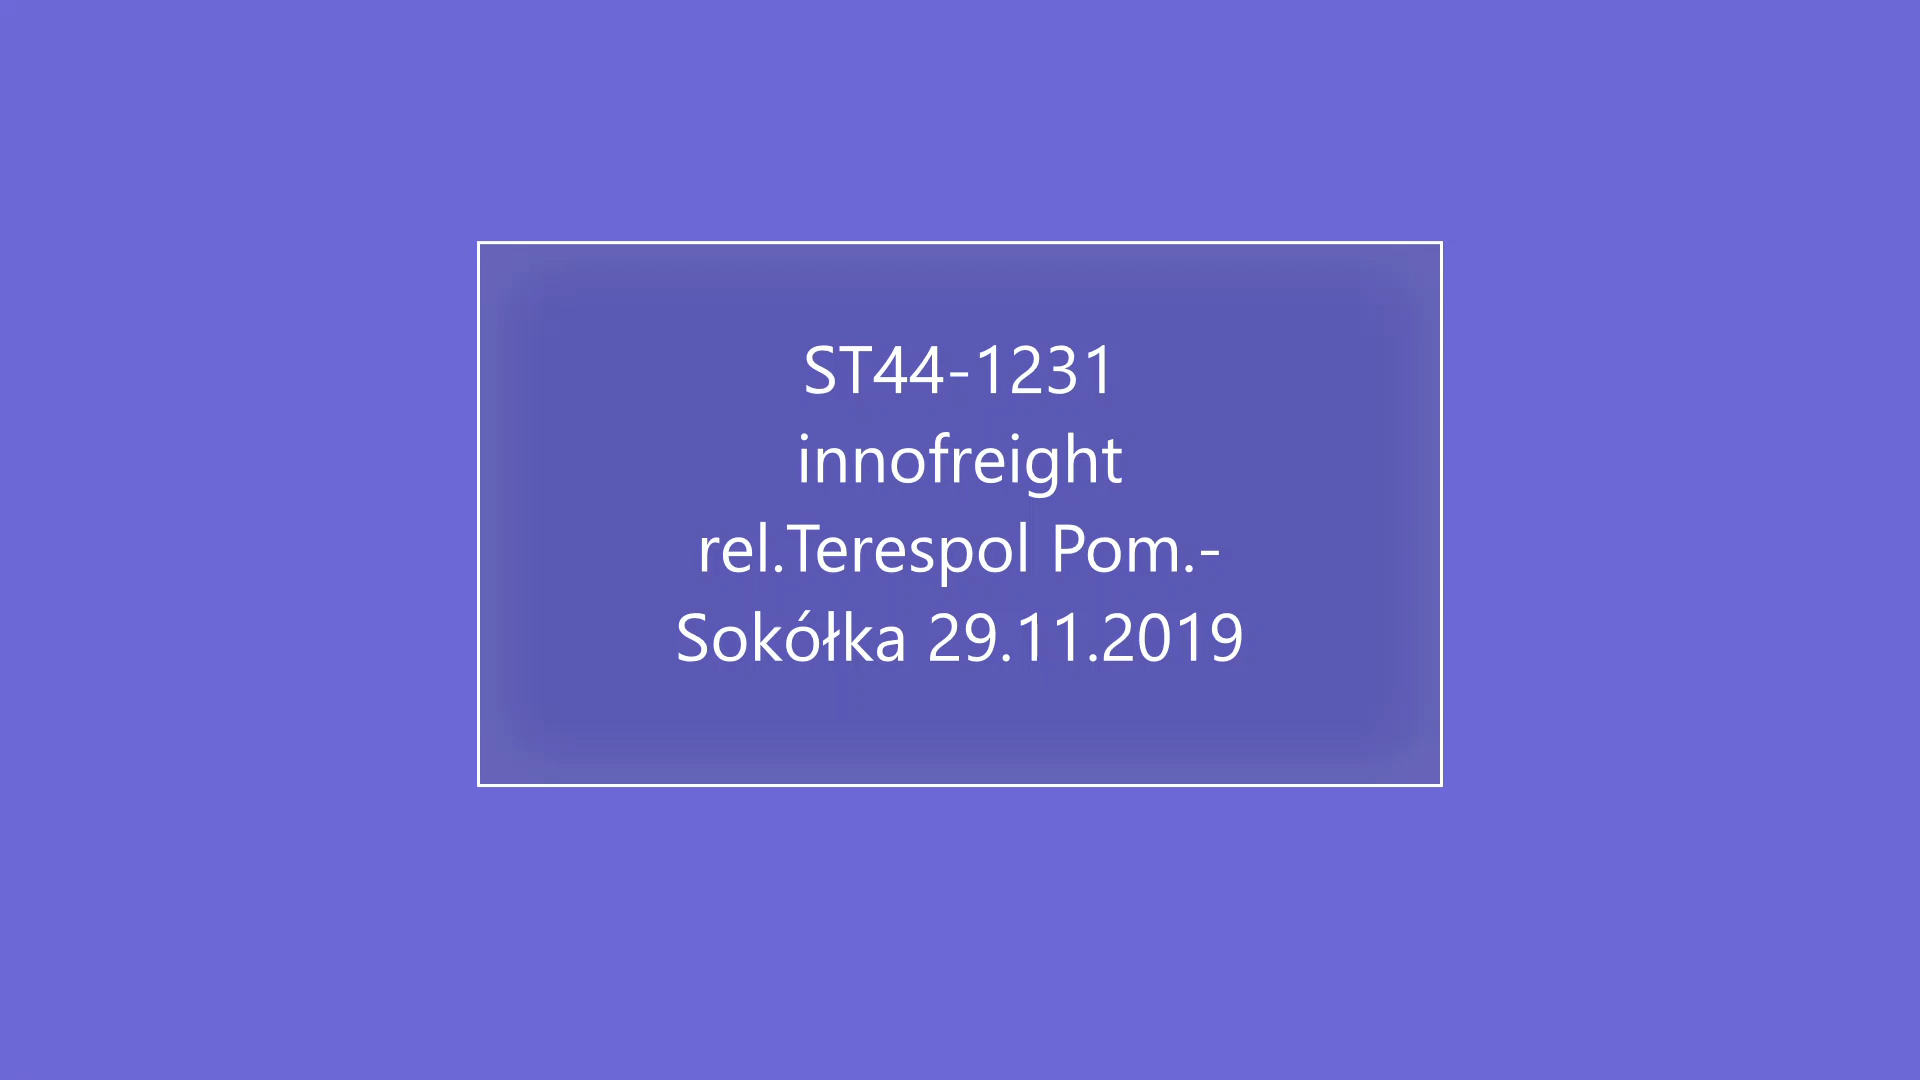 ST44-1231
innofreight
rel.Terespol Pom.-
Sokółka 29.11.2019